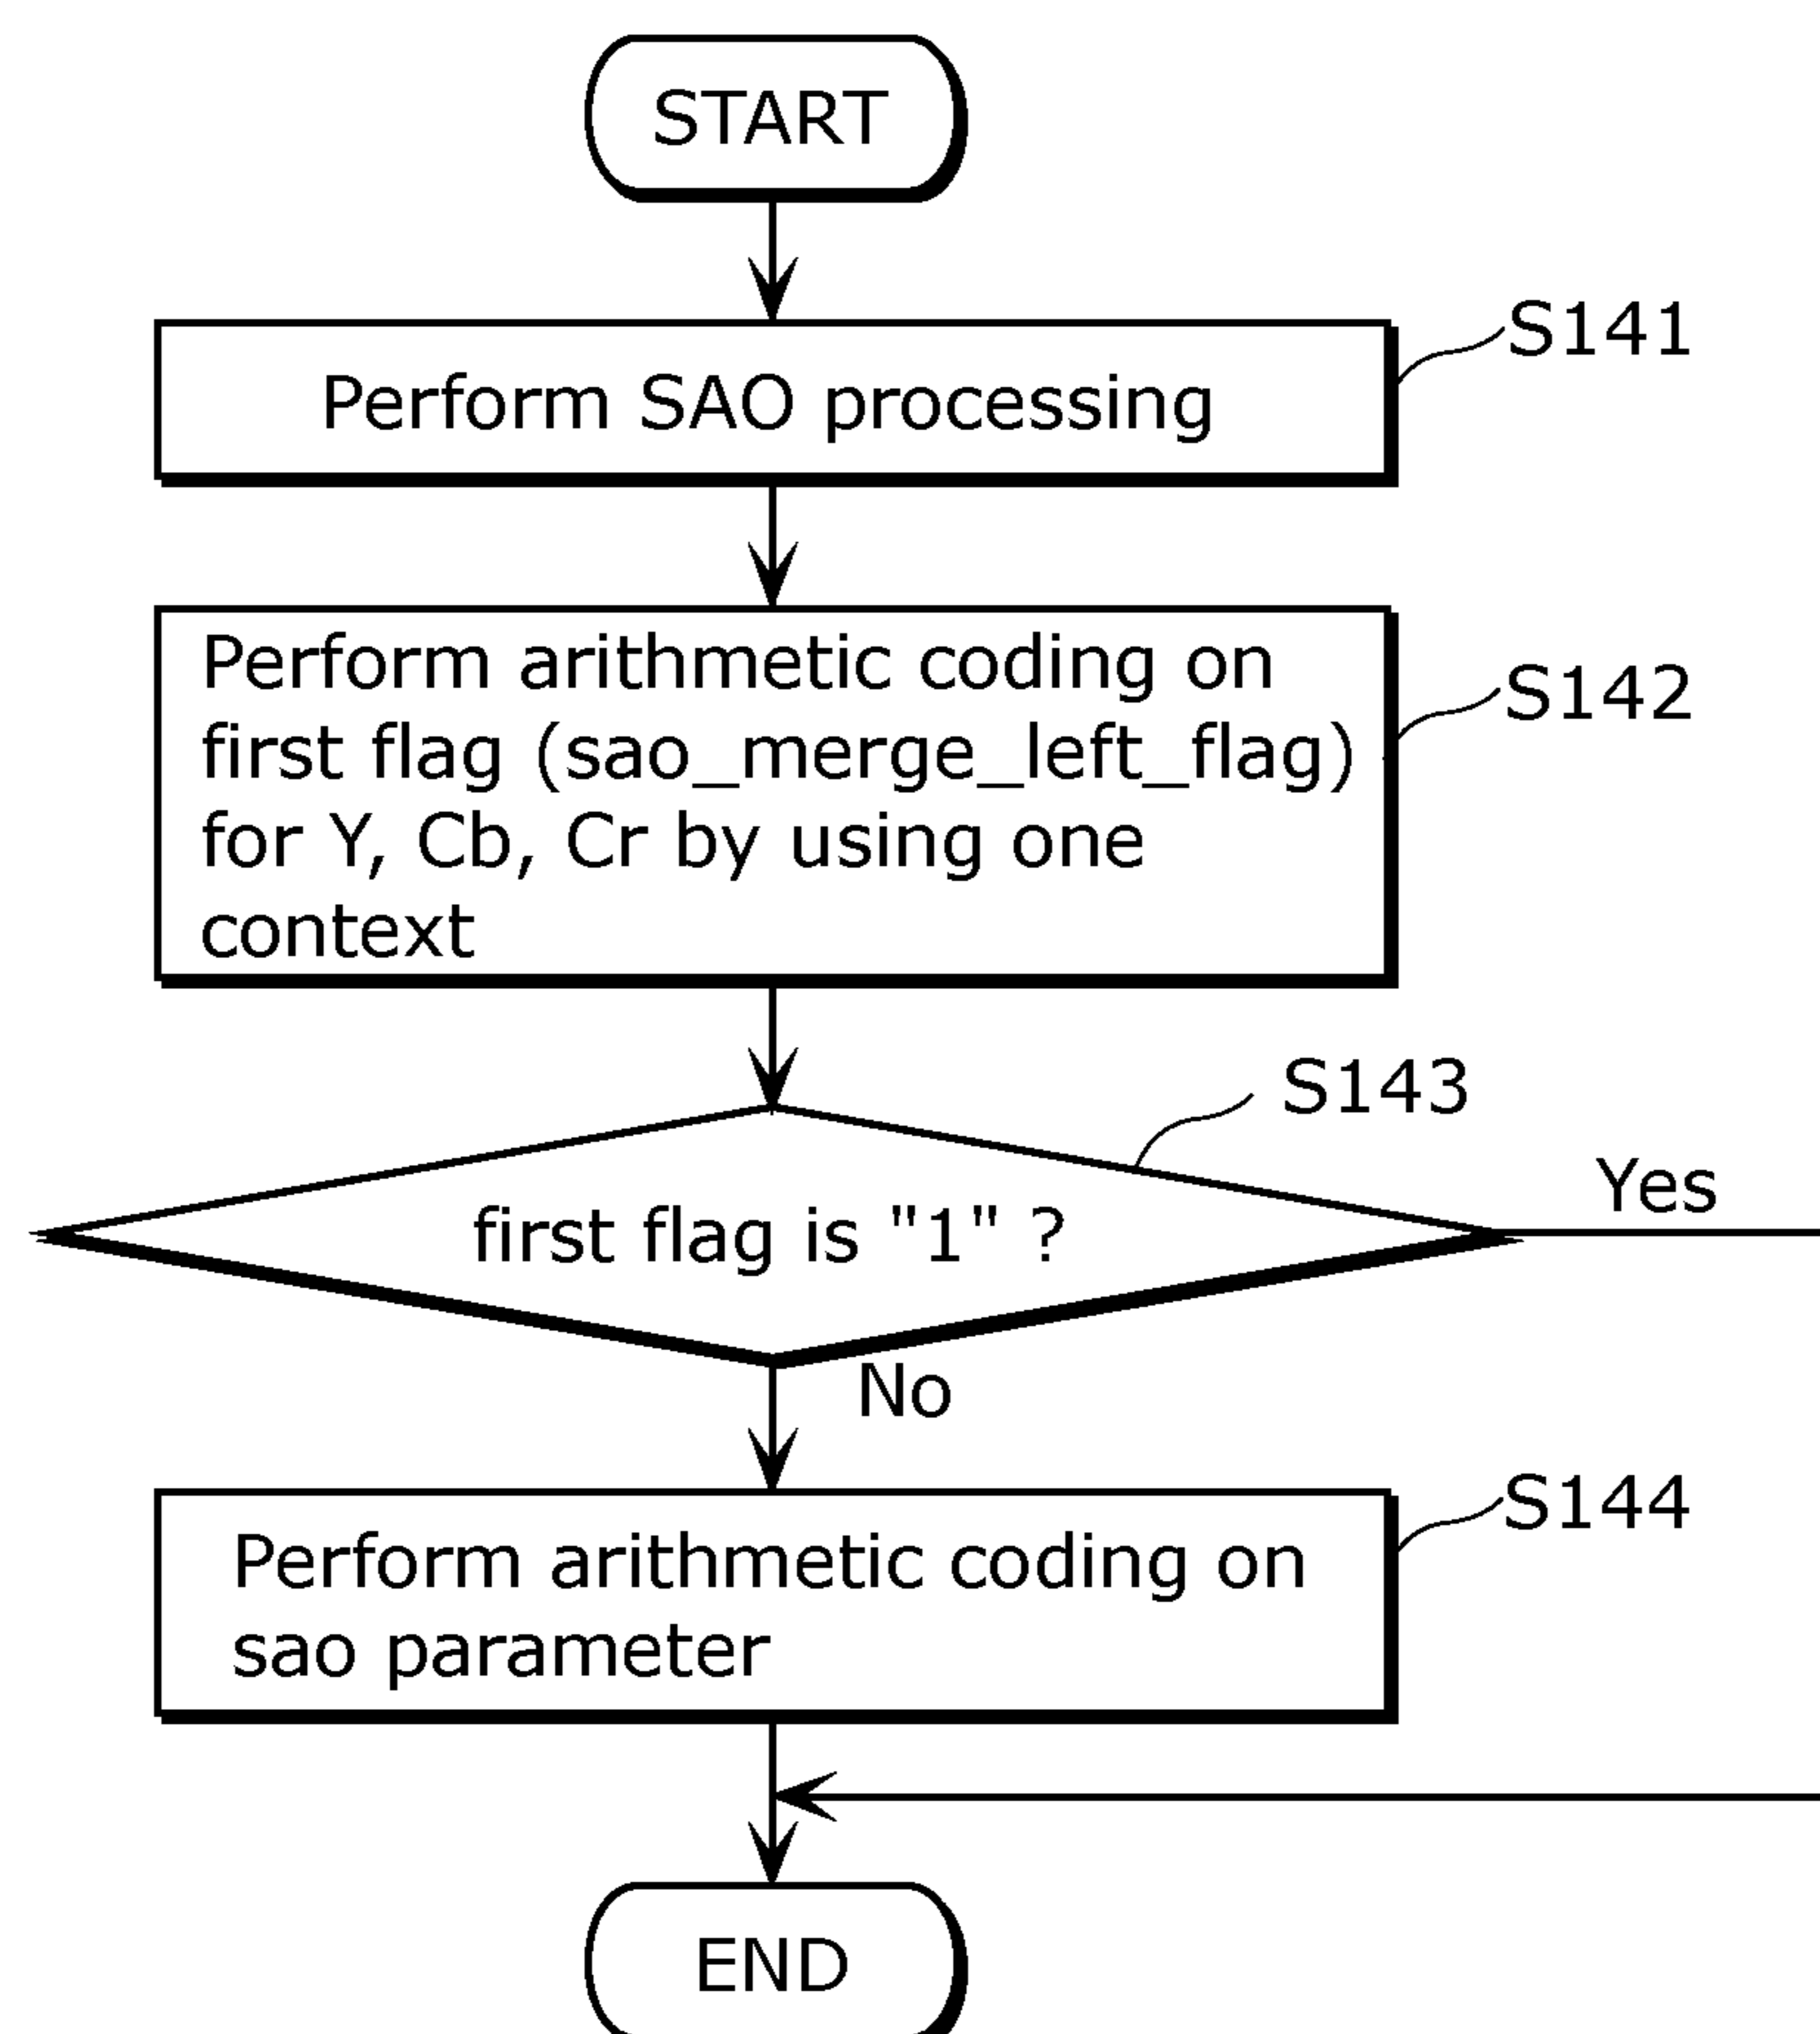 START
S141
Perform SAO processing
Perform arithmetic coding on
S142
first flag (sao_merge_left_flag)
for Y, Cb, Cr by using one
context
S143
Yes
first flag is "1" ?
No
S144
Perform arithmetic coding on
sao parameter
END